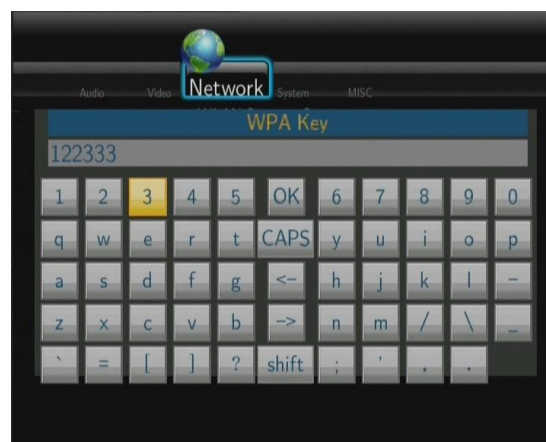 Audio Video Network System MISC
WPA Key
122333
1 2 3 4 5 OK 6 7 8 9 0
q w e r t CAPS y u i o p
a s d f g <- h j k l -
z x c v b -> n m / \ _
` = [ ] ? shift ; ' , .